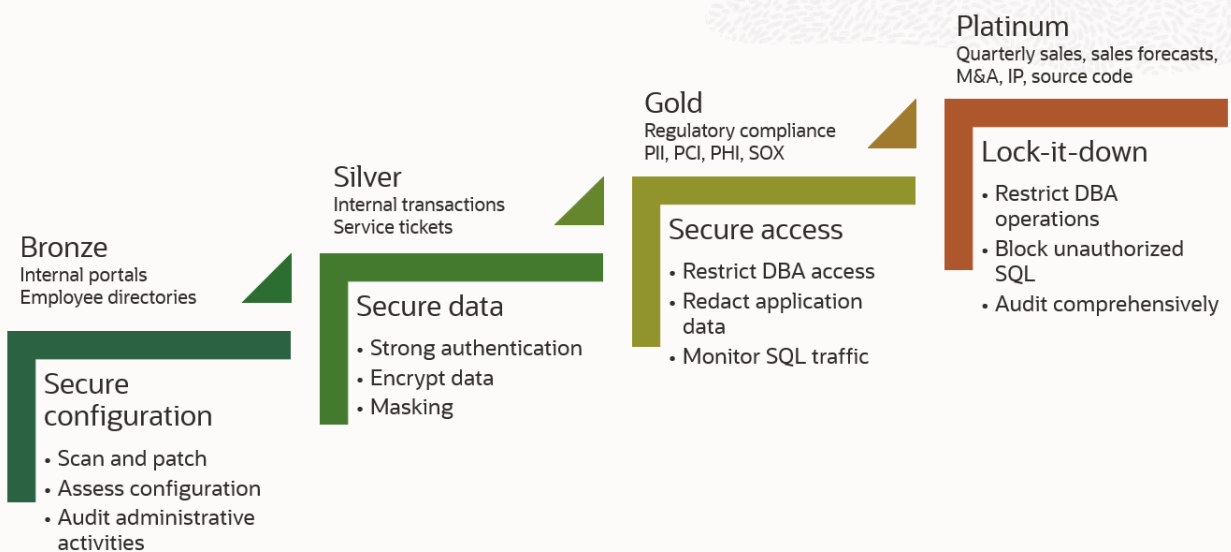 Bronze
Internal portals
Employee directories
Secure
configuration
• Scan and patch
• Assess configuration
• Audit administrative
activities
Silver
Internal transactions
Service tickets
Secure data
• Strong authentication
• Encrypt data
• Masking
Gold
Regulatory compliance
PII, PCI, PHI, SOX
Secure access
• Restrict DBA access
• Redact application
data
• Monitor SQL traffic
Platinum
Quarterly sales, sales forecasts,
M&A, IP, source code
Lock-it-down
• Restrict DBA
operations
• Block unauthorized
SQL
• Audit comprehensively